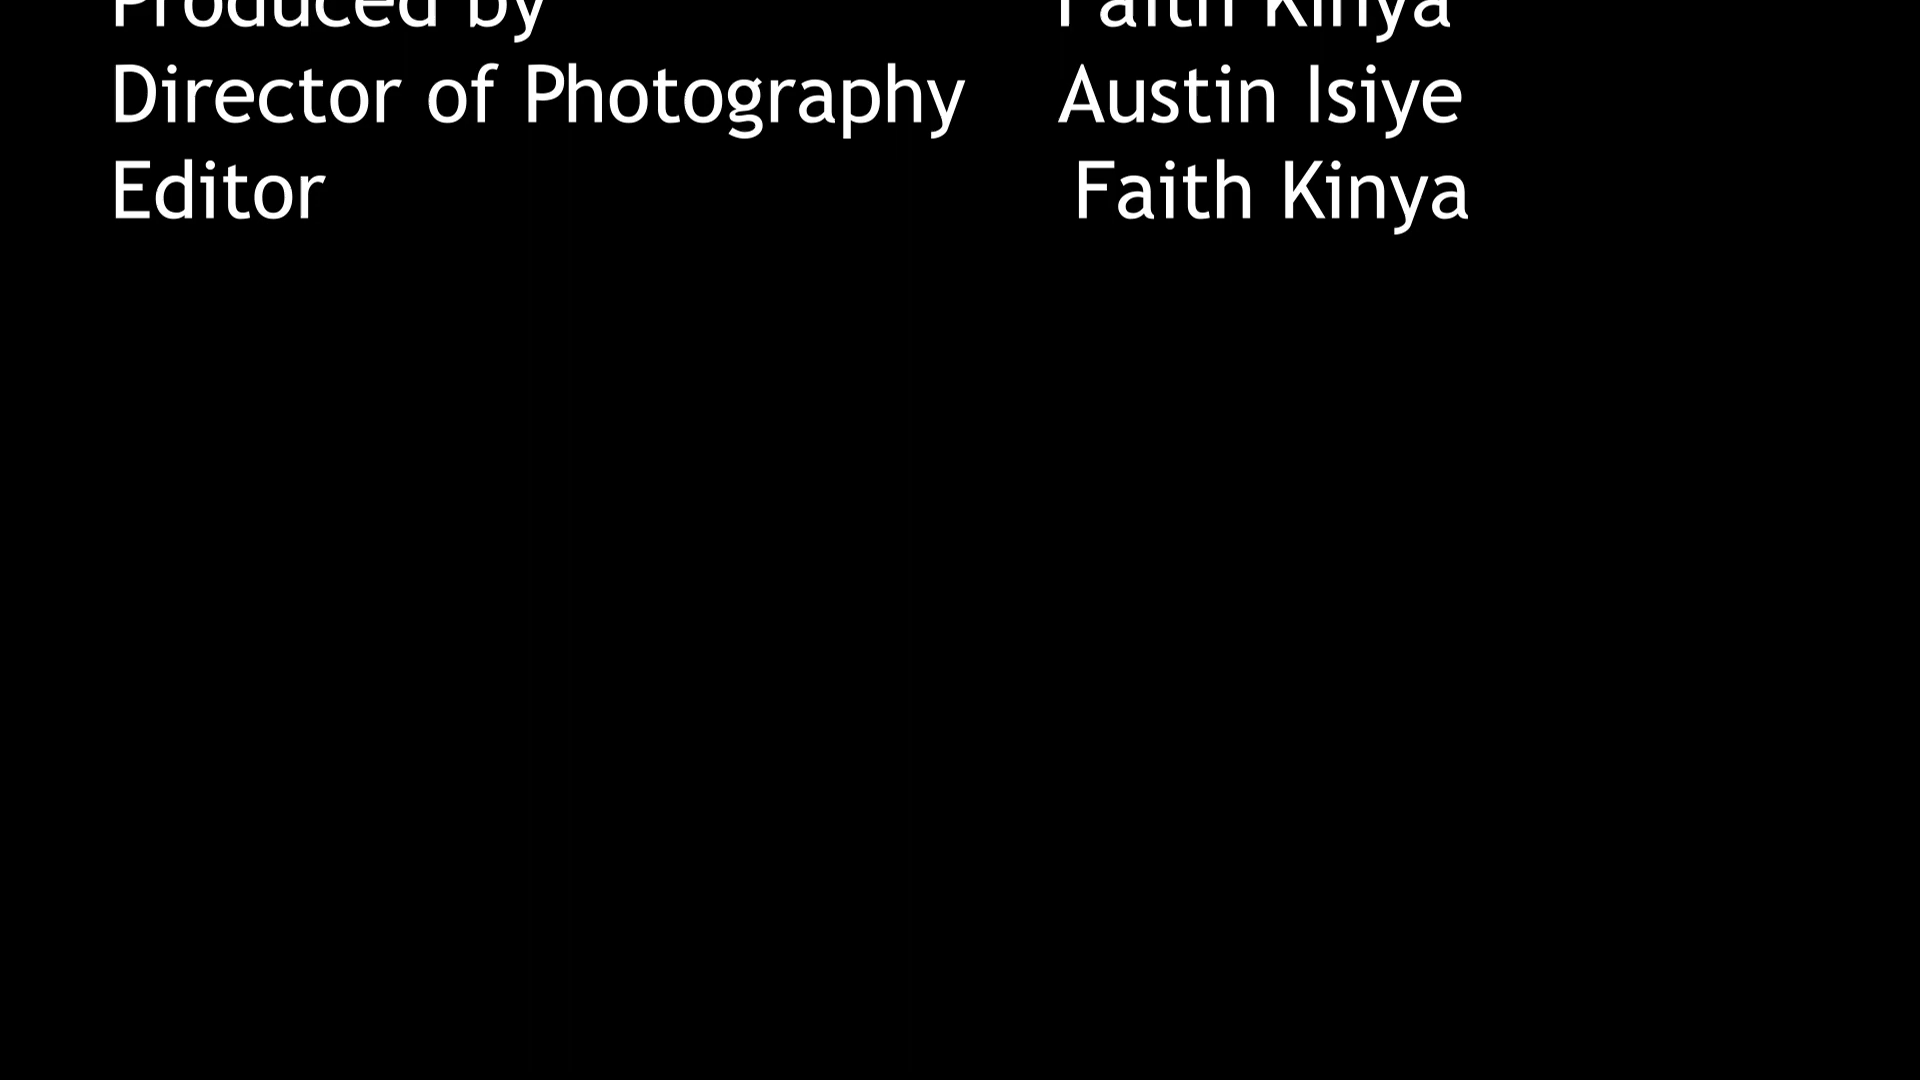 Produced by Faith Kinya
Director of Photography Austin Isiye
Editor Faith Kinya